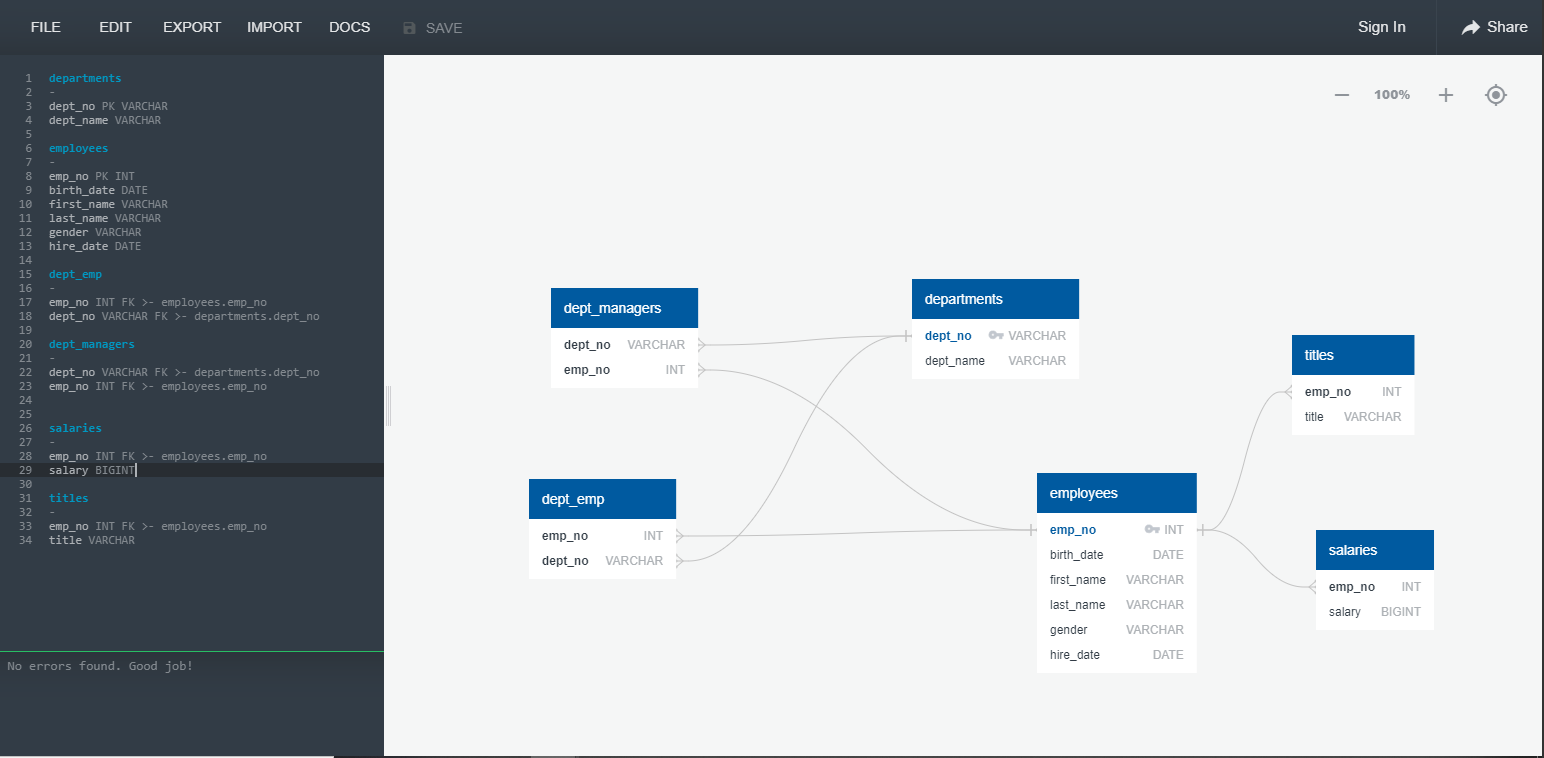 FILE EDIT EXPORT IMPORT DOCS SAVE Sign In Share
1 departments
2 -
3 dept_no PK VARCHAR
4 dept_name VARCHAR
5
6 employees
7 -
8 emp_no PK INT
9 birth_date DATE
10 first_name VARCHAR
11 last_name VARCHAR
12 gender VARCHAR
13 hire_date DATE
14
15 dept_emp
16 -
17 emp_no INT FK >- employees.emp_no
18 dept_no VARCHAR FK >- departments.dept_no
19
20 dept_managers
21 -
22 dept_no VARCHAR FK >- departments.dept_no
23 emp_no INT FK >- employees.emp_no
24
25
26 salaries
27 -
28 emp_no INT FK >- employees.emp_no
29 salary BIGINT
30
31 titles
32 -
33 emp_no INT FK >- employees.emp_no
34 title VARCHAR
No errors found. Good job!
100%
dept_managers
dept_no VARCHAR
emp_no INT
departments
dept_no VARCHAR
dept_name VARCHAR
titles
emp_no INT
title VARCHAR
dept_emp
emp_no INT
dept_no VARCHAR
employees
emp_no INT
birth_date DATE
first_name VARCHAR
last_name VARCHAR
gender VARCHAR
hire_date DATE
salaries
emp_no INT
salary BIGINT